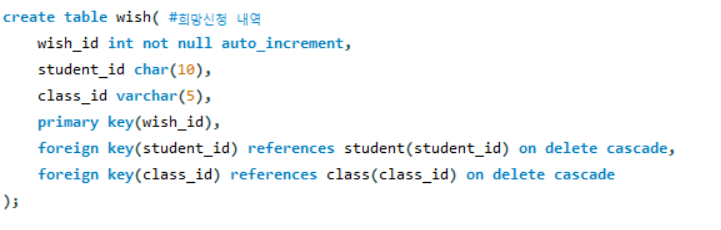 create table wish( #희망신청 내역
wish_id int not null auto_increment,
student_id char(10),
class_id varchar(5),
primary key(wish_id),
foreign key(student_id) references student(student_id) on delete cascade,
foreign key(class_id) references class(class_id) on delete cascade
);